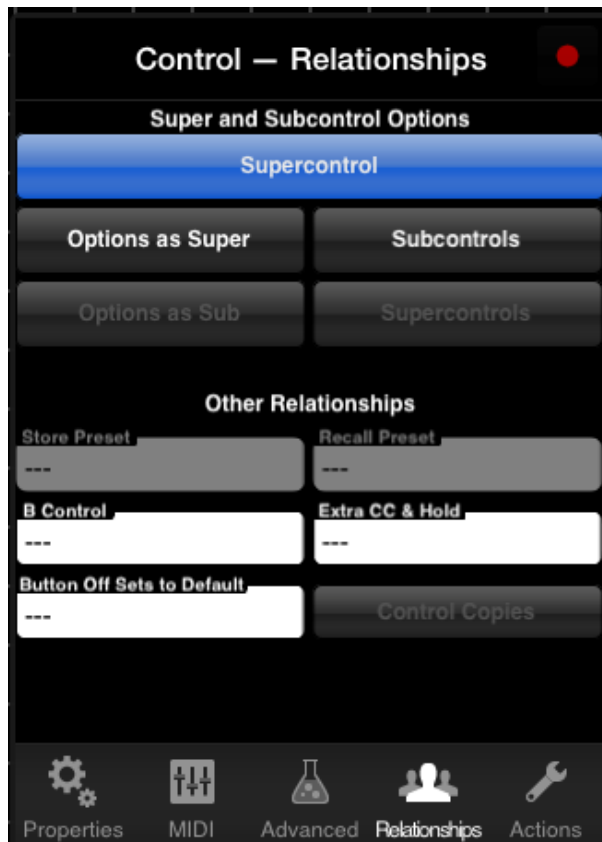 Control — Relationships
Super and Subcontrol Options
Supercontrol
Options as Super
Subcontrols
Options as Sub
Supercontrols
Other Relationships
Store Preset
Recall Preset
---
---
B Control
Extra CC & Hold
---
---
Button Off Sets to Default
---
Control Copies
Properties
MIDI
Advanced
Relationships
Actions